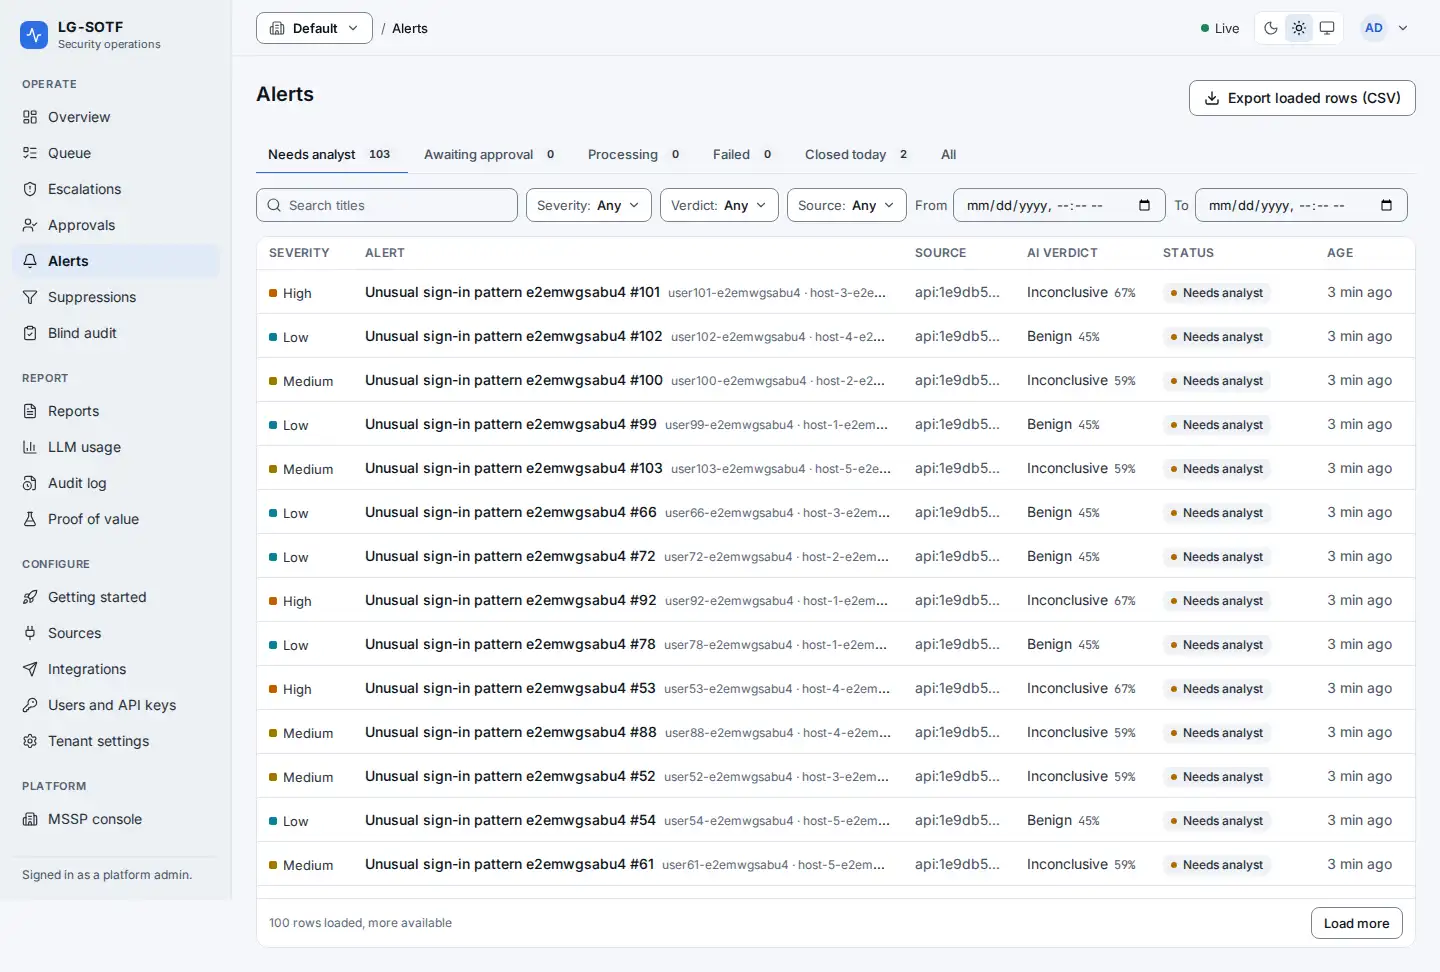 LG-SOTF
Security operations
OPERATE
Overview
Queue
Escalations
Approvals
Alerts
Suppressions
Blind audit
REPORT
Reports
LLM usage
Audit log
Proof of value
CONFIGURE
Getting started
Sources
Integrations
Users and API keys
Tenant settings
PLATFORM
MSSP console
Signed in as a platform admin.
Default / Alerts
Live
AD
Alerts
Export loaded rows (CSV)
Needs analyst 103 Awaiting approval 0 Processing 0 Failed 0 Closed today 2 All
Search titles Severity: Any Verdict: Any Source: Any From mm/dd/yyyy, --:-- -- To mm/dd/yyyy, --:-- --
SEVERITY ALERT SOURCE AI VERDICT STATUS AGE
High Unusual sign-in pattern e2emwgsabu4 #101 user101-e2emwgsabu4 · host-3-e2e... api:1e9db5... Inconclusive 67% Needs analyst 3 min ago
Low Unusual sign-in pattern e2emwgsabu4 #102 user102-e2emwgsabu4 · host-4-e2... api:1e9db5... Benign 45% Needs analyst 3 min ago
Medium Unusual sign-in pattern e2emwgsabu4 #100 user100-e2emwgsabu4 · host-2-e2... api:1e9db5... Inconclusive 59% Needs analyst 3 min ago
Low Unusual sign-in pattern e2emwgsabu4 #99 user99-e2emwgsabu4 · host-1-e2em... api:1e9db5... Benign 45% Needs analyst 3 min ago
Medium Unusual sign-in pattern e2emwgsabu4 #103 user103-e2emwgsabu4 · host-5-e2e... api:1e9db5... Inconclusive 59% Needs analyst 3 min ago
Low Unusual sign-in pattern e2emwgsabu4 #66 user66-e2emwgsabu4 · host-3-e2em... api:1e9db5... Benign 45% Needs analyst 3 min ago
Low Unusual sign-in pattern e2emwgsabu4 #72 user72-e2emwgsabu4 · host-2-e2em... api:1e9db5... Benign 45% Needs analyst 3 min ago
High Unusual sign-in pattern e2emwgsabu4 #92 user92-e2emwgsabu4 · host-1-e2em... api:1e9db5... Inconclusive 67% Needs analyst 3 min ago
Low Unusual sign-in pattern e2emwgsabu4 #78 user78-e2emwgsabu4 · host-1-e2em... api:1e9db5... Benign 45% Needs analyst 3 min ago
High Unusual sign-in pattern e2emwgsabu4 #53 user53-e2emwgsabu4 · host-4-e2em... api:1e9db5... Inconclusive 67% Needs analyst 3 min ago
Medium Unusual sign-in pattern e2emwgsabu4 #88 user88-e2emwgsabu4 · host-4-e2em... api:1e9db5... Inconclusive 59% Needs analyst 3 min ago
Medium Unusual sign-in pattern e2emwgsabu4 #52 user52-e2emwgsabu4 · host-3-e2em... api:1e9db5... Inconclusive 59% Needs analyst 3 min ago
Low Unusual sign-in pattern e2emwgsabu4 #54 user54-e2emwgsabu4 · host-5-e2em... api:1e9db5... Benign 45% Needs analyst 3 min ago
Medium Unusual sign-in pattern e2emwgsabu4 #61 user61-e2emwgsabu4 · host-5-e2em... api:1e9db5... Inconclusive 59% Needs analyst 3 min ago
100 rows loaded, more available
Load more